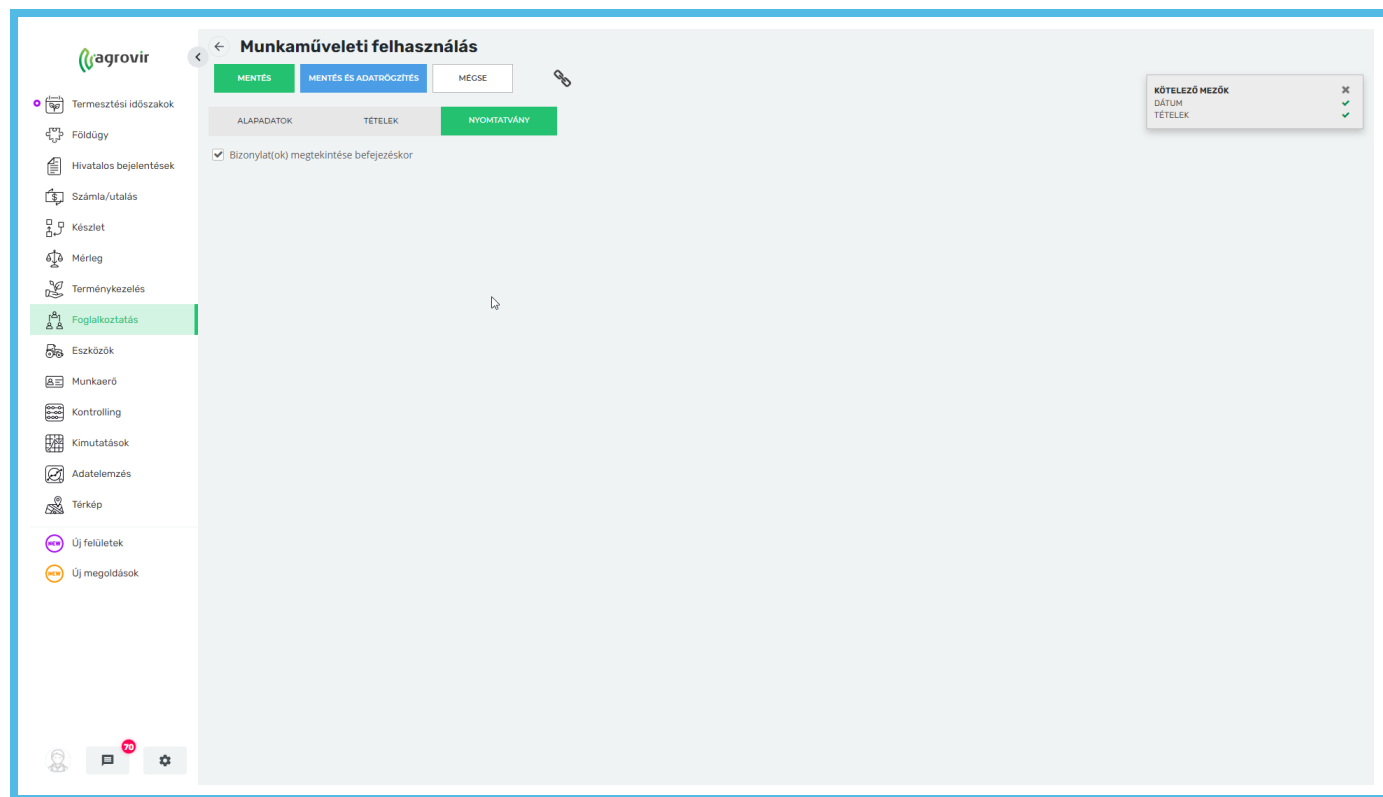 agrovir
Munkaműveleti felhasználás
MENTÉS
MENTÉS ÉS ADATRÖGZÍTÉS
MÉGSE
KÖTELEZŐ MEZŐK
DÁTUM
TÉTELEK
ALAPADATOK
TÉTELEK
NYOMTATVÁNY
Bizonylat(ok) megtekintése befejezéskor
Termesztési időszakok
Földügy
Hivatalos bejelentések
Számla/utalás
Készlet
Mérleg
Terménykezelés
Foglalkoztatás
Eszközök
Munkaerő
Kontrolling
Kimutatások
Adatelemzés
Térkép
NEW Új felületek
NEW Új megoldások
70